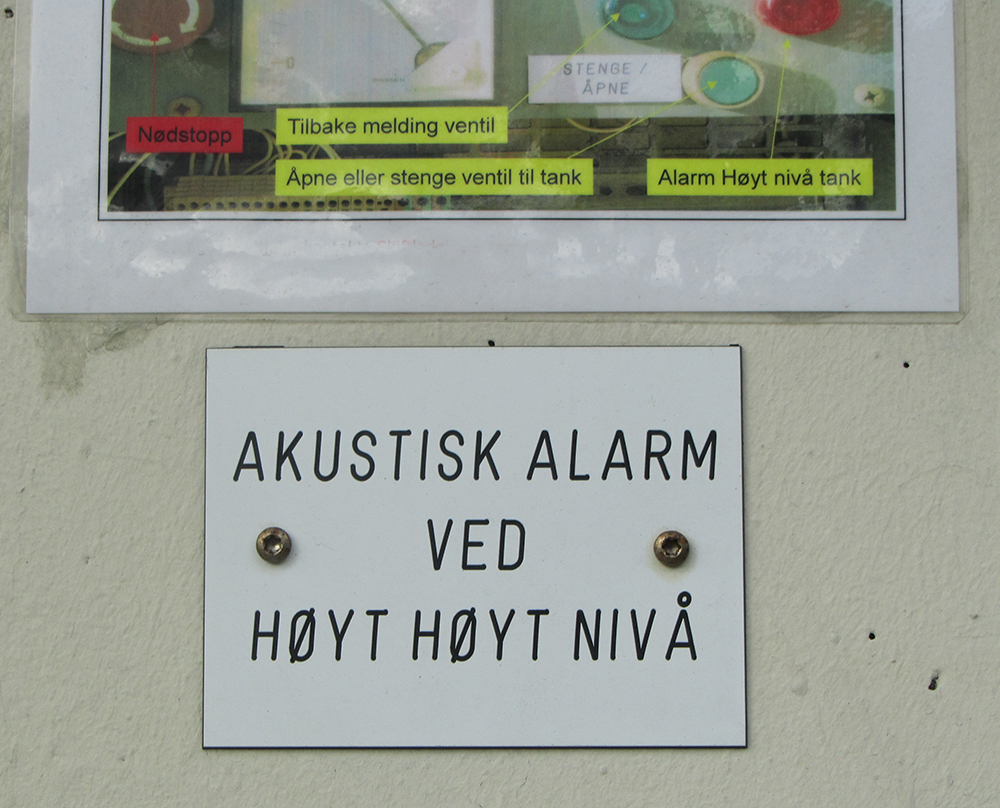 0
STENGE /
ÅPNE
Nødstopp
Tilbake melding ventil
Åpne eller stenge ventil til tank
Alarm Høyt nivå tank
AKUSTISK ALARM
VED
HØYT HØYT NIVÅ